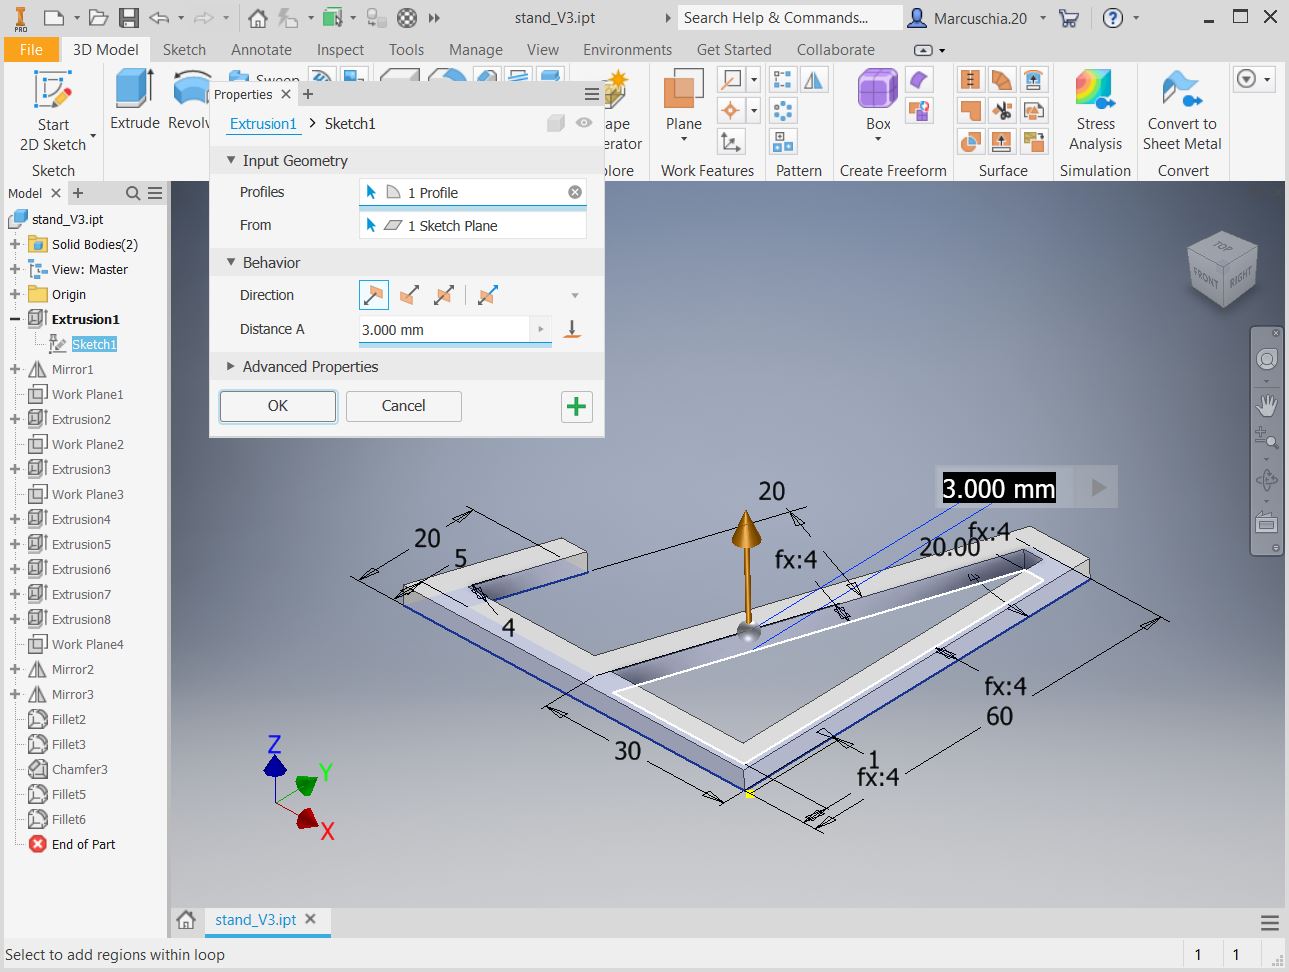 PRO
stand_V3.ipt
Search Help & Commands...
Marcuschia.20
File
3D Model
Sketch
Annotate
Inspect
Tools
Manage
View
Environments
Get Started
Collaborate
Start
2D Sketch
Sketch
Extrude
Plane
Work Features
Pattern
Box
Create Freeform
Surface
Stress
Analysis
Simulation
Convert to
Sheet Metal
Convert
Properties
Extrusion1 > Sketch1
Input Geometry
Profiles
1 Profile
From
1 Sketch Plane
Behavior
Direction
Distance A
3.000 mm
Advanced Properties
OK
Cancel
Model
stand_V3.ipt
Solid Bodies(2)
View: Master
Origin
Extrusion1
Sketch1
Mirror1
Work Plane1
Extrusion2
Work Plane2
Extrusion3
Work Plane3
Extrusion4
Extrusion5
Extrusion6
Extrusion7
Extrusion8
Work Plane4
Mirror2
Mirror3
Fillet2
Fillet3
Chamfer3
Fillet5
Fillet6
End of Part
TOP
FRONT
RIGHT
3.000 mm
20
20
5
4
fx:4
20.00
fx:4
fx:4
60
30
1
fx:4
Z
Y
X
stand_V3.ipt
Select to add regions within loop
1
1